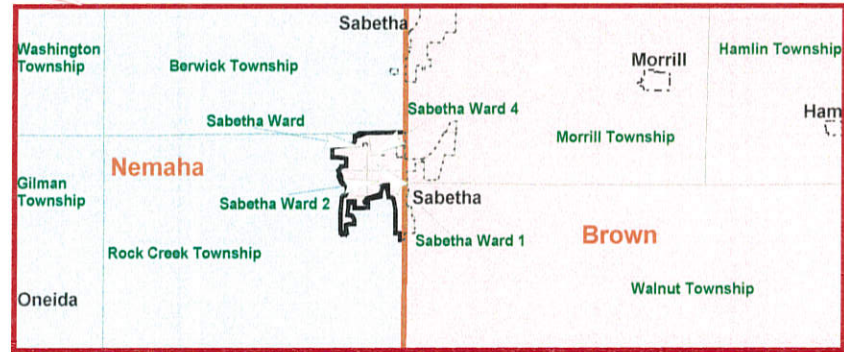 Sabetha
Washington
Township
Berwick Township
Hamlin Township
Morrill
Sabetha Ward
Sabetha Ward 4
Ham
Morrill Township
Nemaha
Gilman
Township
Sabetha Ward 2
Sabetha
Sabetha Ward 1
Brown
Rock Creek Township
Walnut Township
Oneida